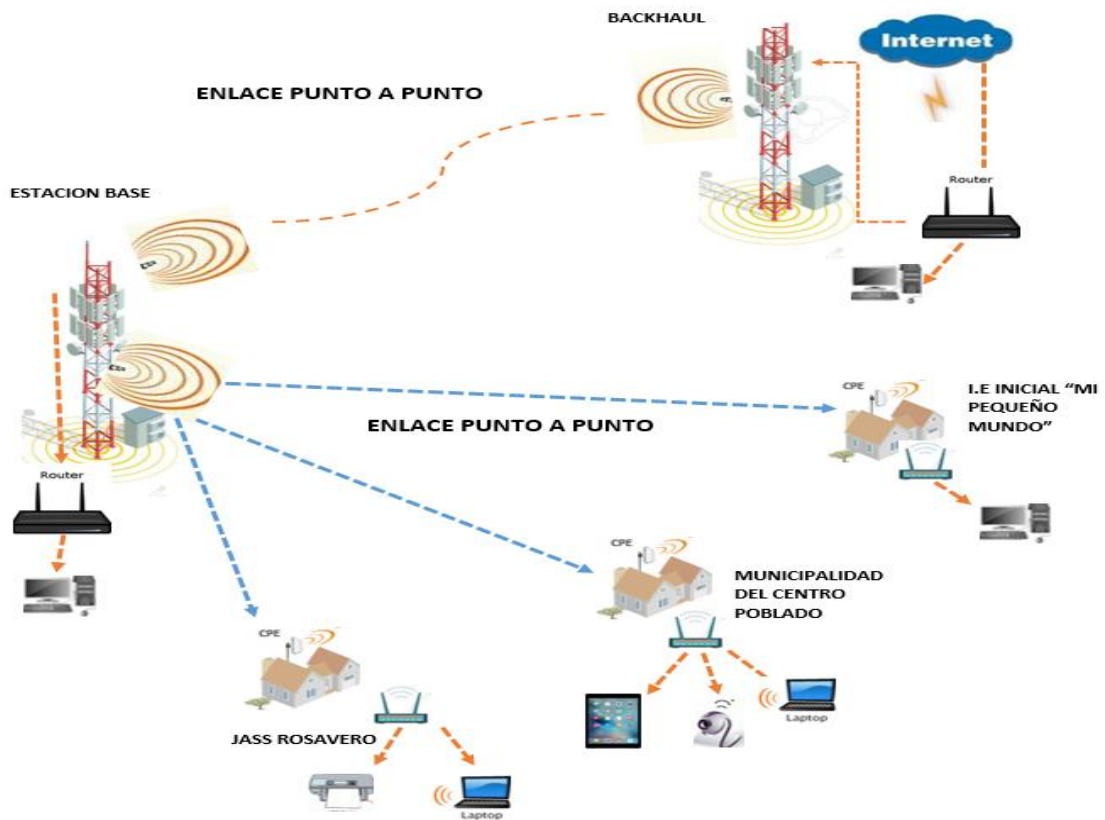 BACKHAUL
Internet
ENLACE PUNTO A PUNTO
Router
ESTACION BASE
CPE
I.E INICIAL “MI
PEQUEÑO
MUNDO”
ENLACE PUNTO A PUNTO
Router
CPE
MUNICIPALIDAD
DEL CENTRO
POBLADO
CPE
Laptop
JASS ROSAVERO
Laptop